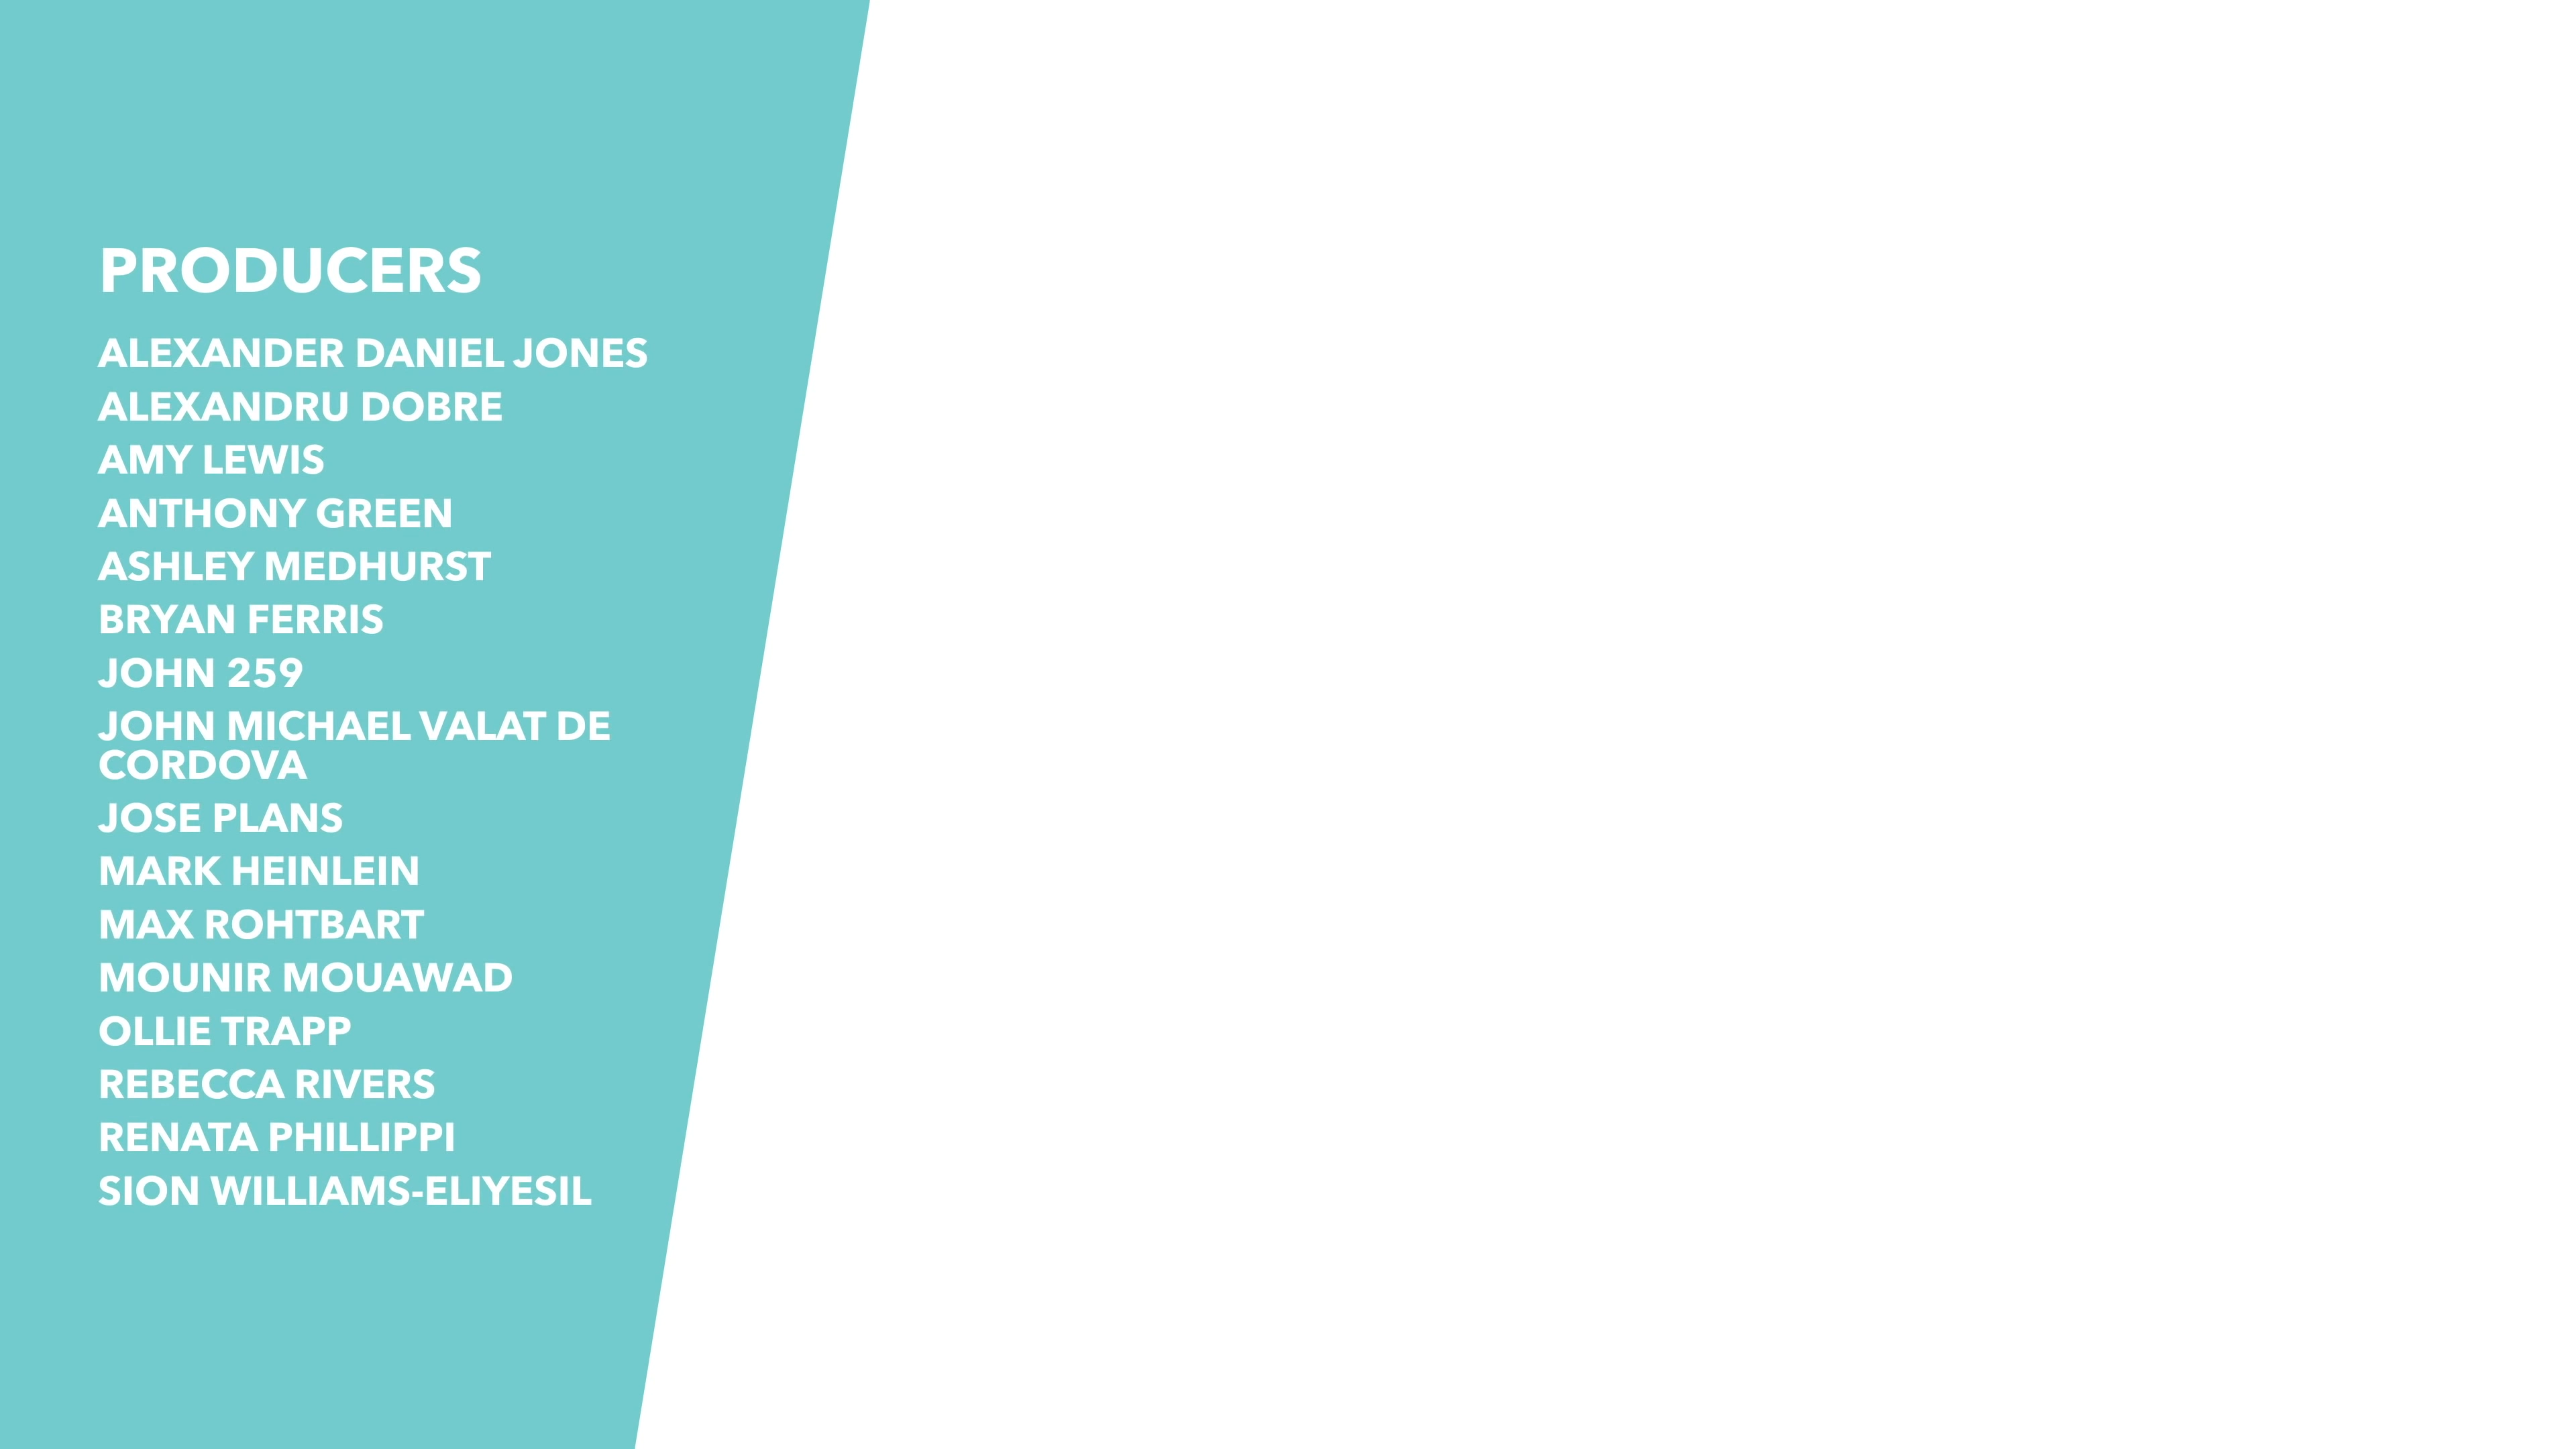 PRODUCERS
ALEXANDER DANIEL JONES
ALEXANDRU DOBRE
AMY LEWIS
ANTHONY GREEN
ASHLEY MEDHURST
BRYAN FERRIS
JOHN 259
JOHN MICHAEL VALAT DE
CORDOVA
JOSE PLANS
MARK HEINLEIN
MAX ROHTBART
MOUNIR MOUAWAD
OLLIE TRAPP
REBECCA RIVERS
RENATA PHILLIPPI
SION WILLIAMS-ELIYESIL